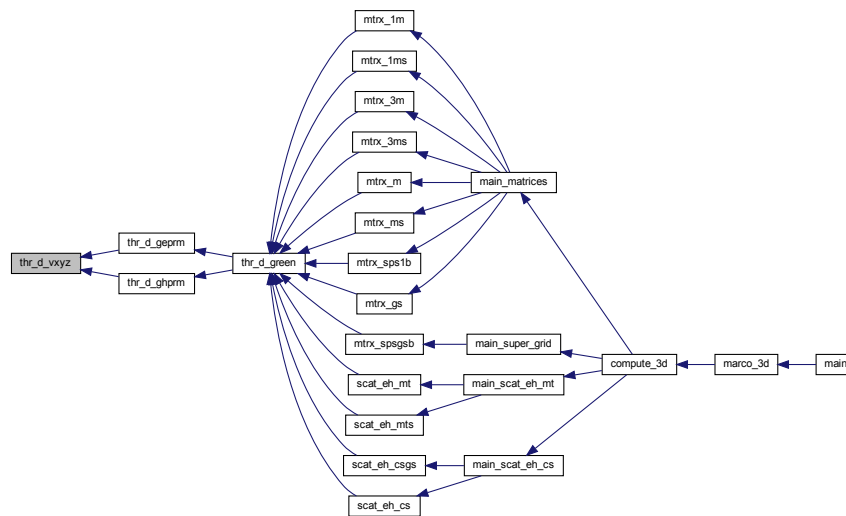 mtrx_1m
mtrx_1ms
mtrx_3m
mtrx_3ms
mtrx_m
main_matrices
mtrx_ms
thr_d_geprm
thr_d_vxyz
thr_d_green
mtrx_sps1b
thr_d_ghprm
mtrx_gs
mtrx_spsgsb
main_super_grid
compute_3d
marco_3d
main
scat_eh_mt
main_scat_eh_mt
scat_eh_mts
scat_eh_csgs
main_scat_eh_cs
scat_eh_cs